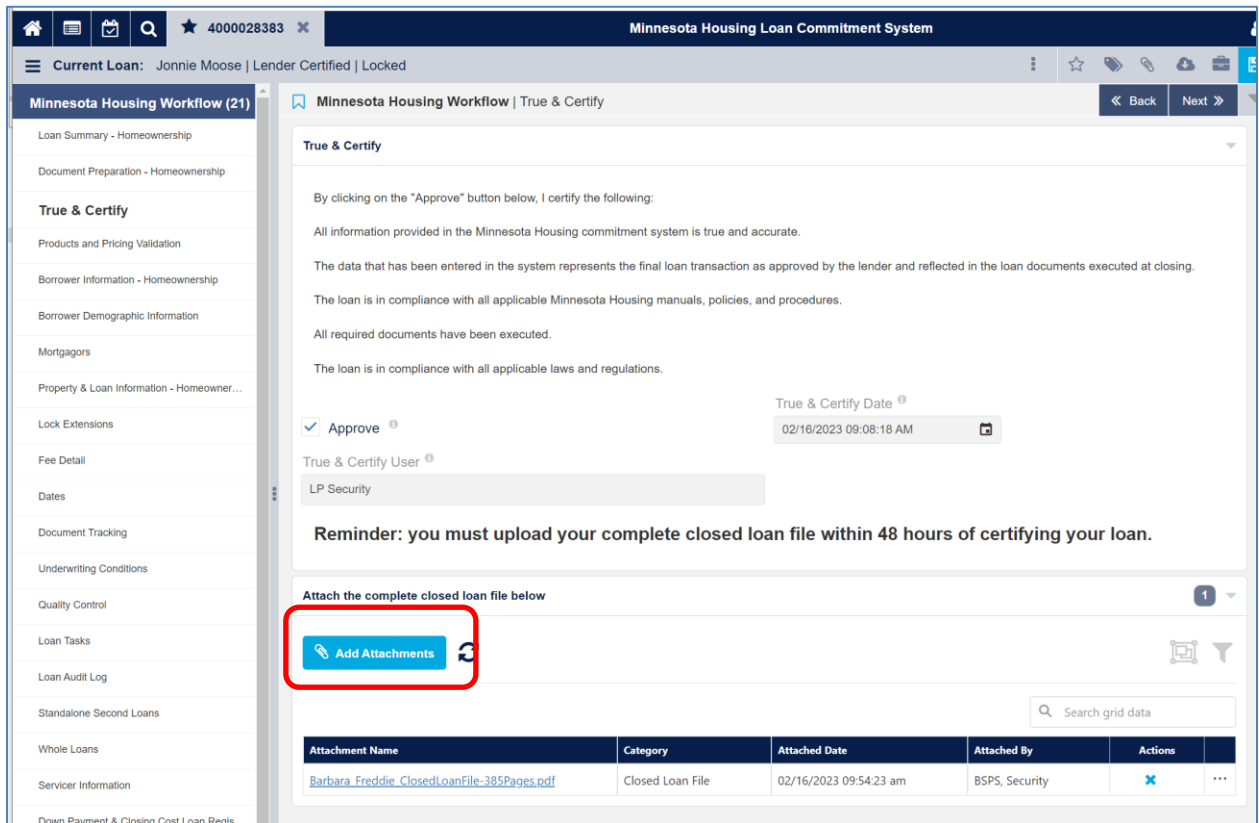 4000028383
Minnesota Housing Loan Commitment System
Current Loan: Jonnie Moose | Lender Certified | Locked
Minnesota Housing Workflow (21)
Loan Summary - Homeownership
Document Preparation - Homeownership
True & Certify
Products and Pricing Validation
Borrower Information - Homeownership
Borrower Demographic Information
Mortgagors
Property & Loan Information - Homeowner...
Lock Extensions
Fee Detail
Dates
Document Tracking
Underwriting Conditions
Quality Control
Loan Tasks
Loan Audit Log
Standalone Second Loans
Whole Loans
Servicer Information
Down Payment & Closing Cost Loan Regis
Minnesota Housing Workflow | True & Certify
Back
Next
True & Certify
By clicking on the "Approve" button below, I certify the following:
All information provided in the Minnesota Housing commitment system is true and accurate.
The data that has been entered in the system represents the final loan transaction as approved by the lender and reflected in the loan documents executed at closing.
The loan is in compliance with all applicable Minnesota Housing manuals, policies, and procedures.
All required documents have been executed.
The loan is in compliance with all applicable laws and regulations.
Approve
True & Certify Date
02/16/2023 09:08:18 AM
True & Certify User
LP Security
Reminder: you must upload your complete closed loan file within 48 hours of certifying your loan.
Attach the complete closed loan file below
1
Add Attachments
Search grid data
Attachment Name Category Attached Date Attached By Actions ...
Barbara_Freddie_ClosedLoanFile-385Pages.pdf Closed Loan File 02/16/2023 09:54:23 am BSPS, Security ...